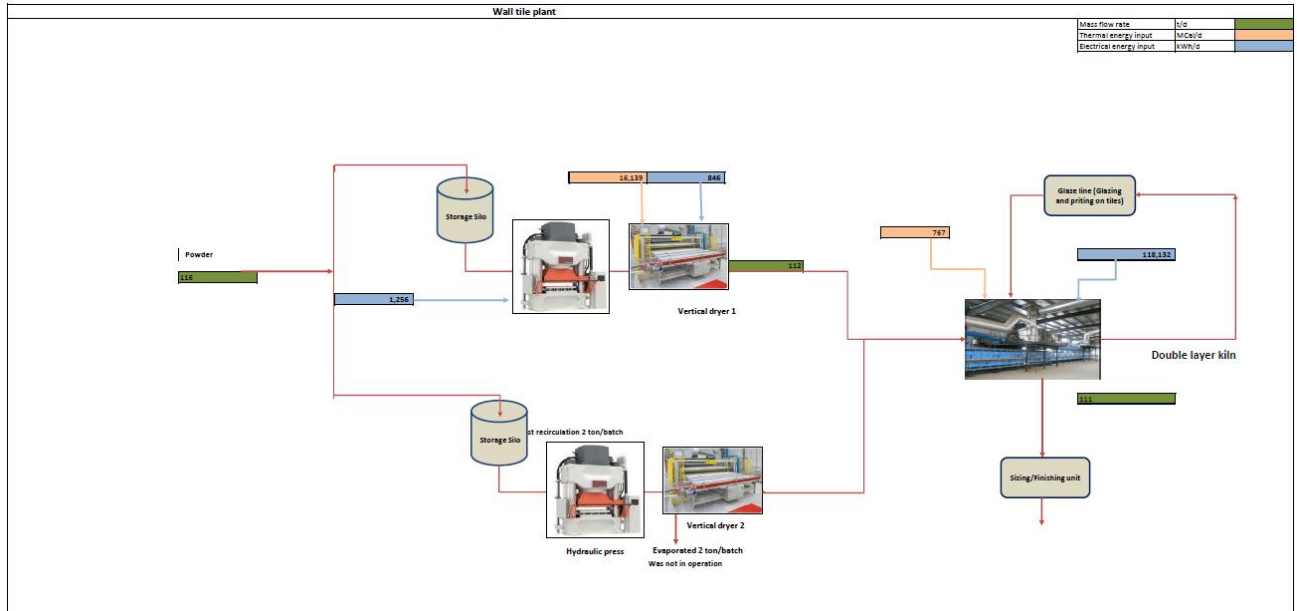 Wall tile plant
Mass flow rate t/d
Thermal energy input MCal/d
Electrical energy input kWh/d
16,139 846
Glaze line (Glazing
and priting on tiles)
Storage Silo
767
118,132
Powder
116
112
1,256
Vertical dryer 1
Double layer kiln
111
Storage Silo
st recirculation 2 ton/batch
Sizing/Finishing unit
Vertical dryer 2
Hydraulic press
Evaporated 2 ton/batch
Was not in operation